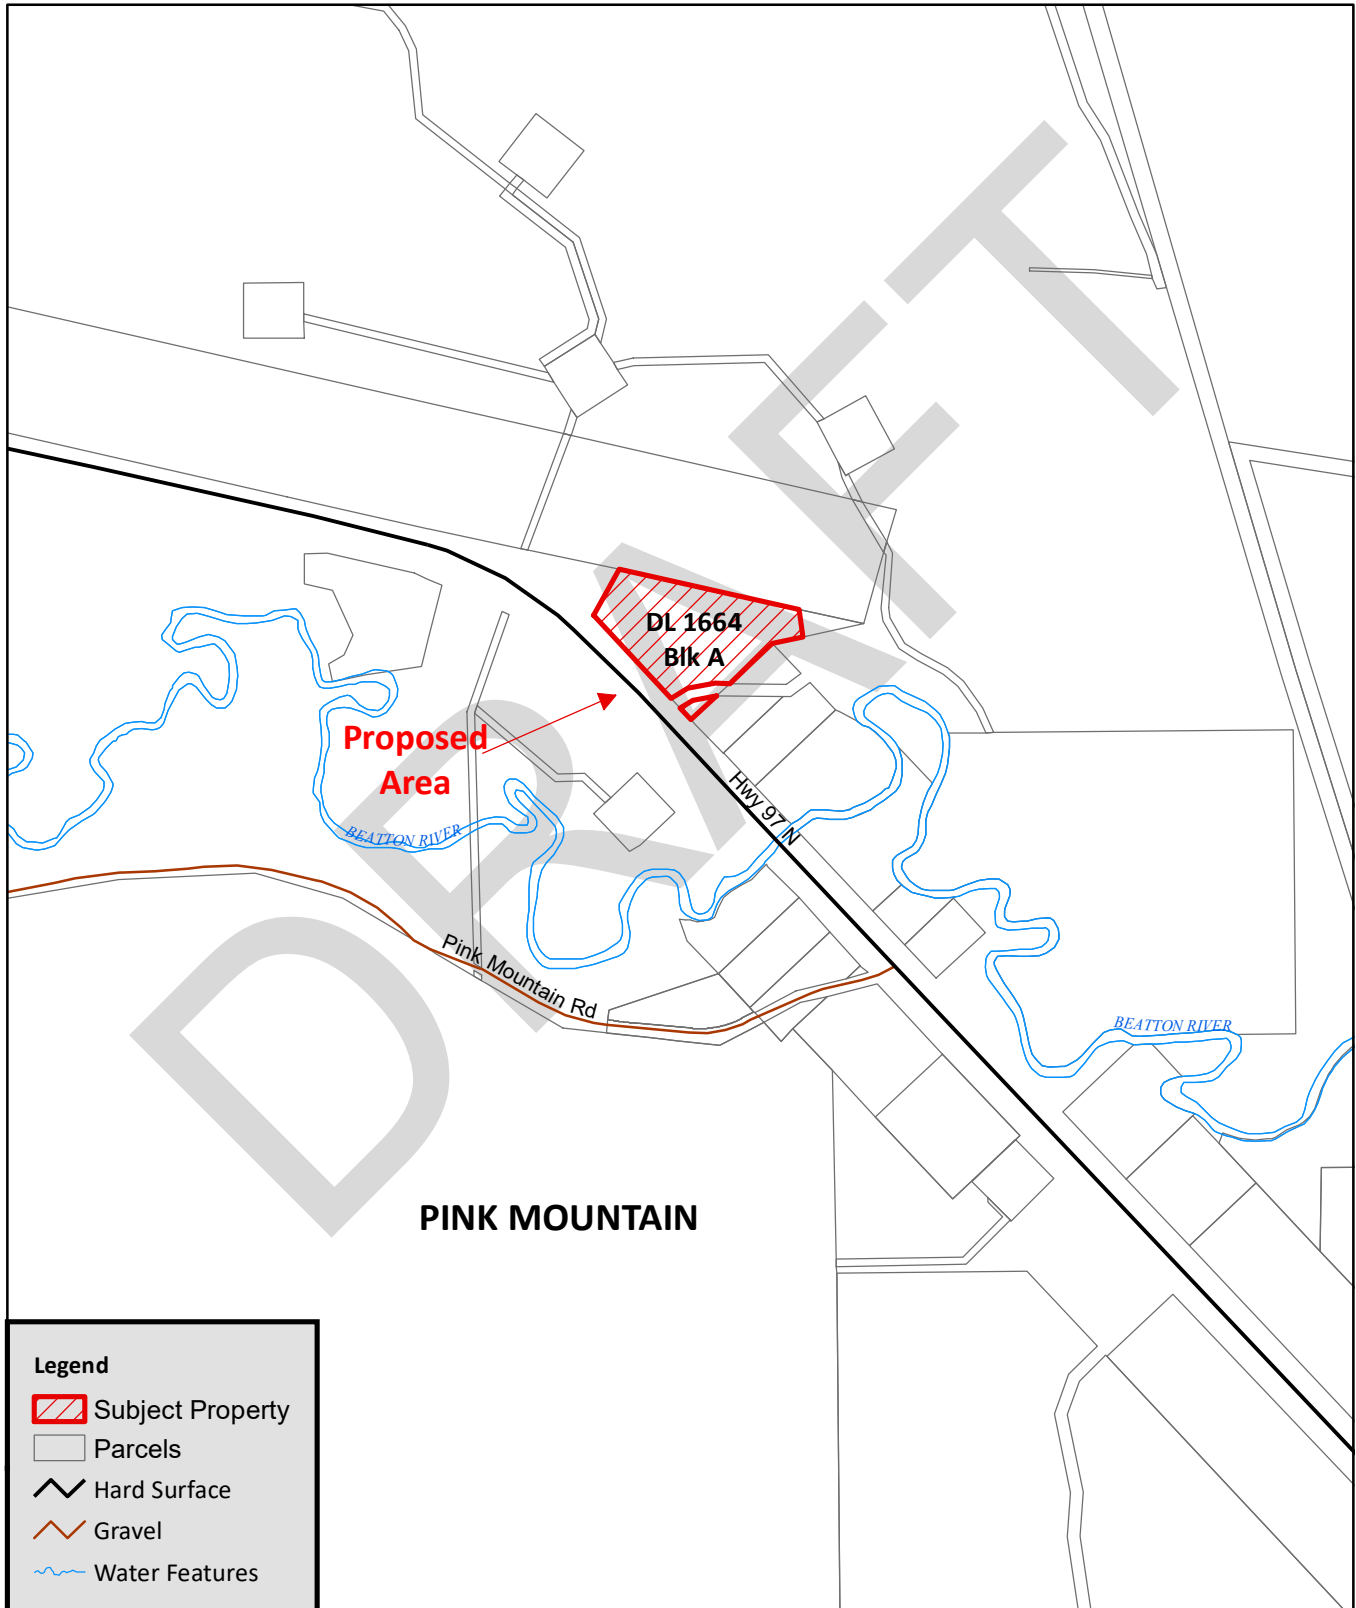 DRAFT
DL 1664
Blk A
Proposed
Area
Hwy 97 N
BEATTON RIVER
Pink Mountain Rd
BEATTON RIVER
PINK MOUNTAIN
Legend
Subject Property
Parcels
Hard Surface
Gravel
Water Features